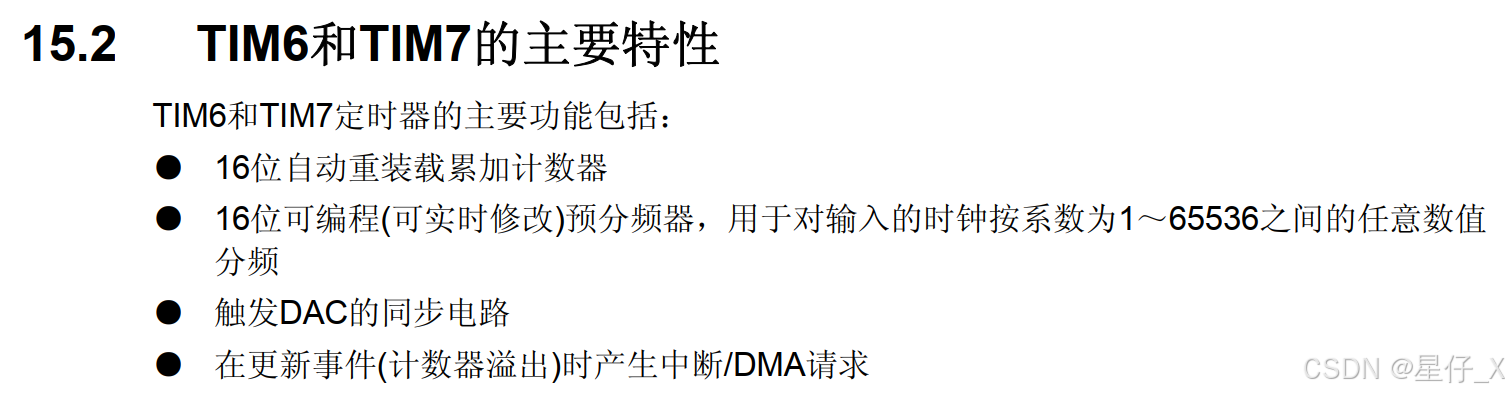 15.2 TIM6和TIM7的主要特性
TIM6和TIM7定时器的主要功能包括：
● 16位自动重装载累加计数器
● 16位可编程(可实时修改)预分频器，用于对输入的时钟按系数为1～65536之间的任意数值
分频
● 触发DAC的同步电路
● 在更新事件(计数器溢出)时产生中断/DMA请求
CSDN @星仔_X